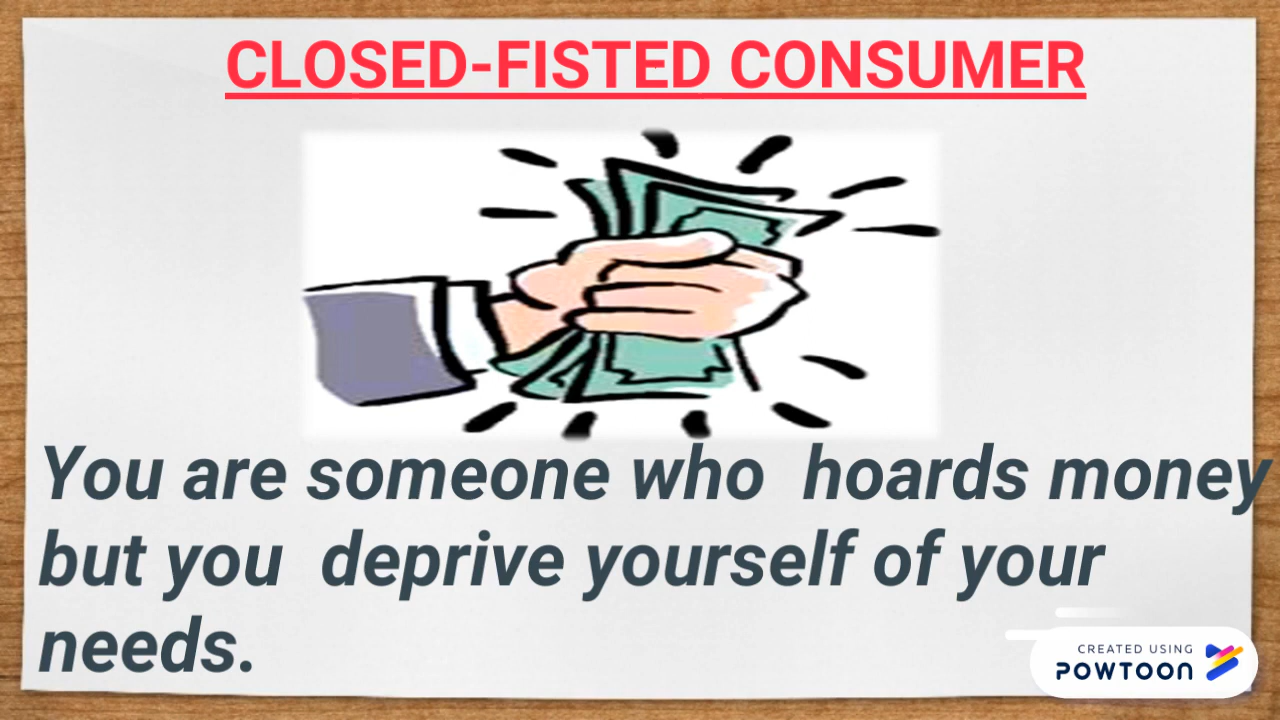 CLOSED-FISTED CONSUMER
You are someone who hoards money
but you deprive yourself of your
needs.
CREATED USING
POWTOON